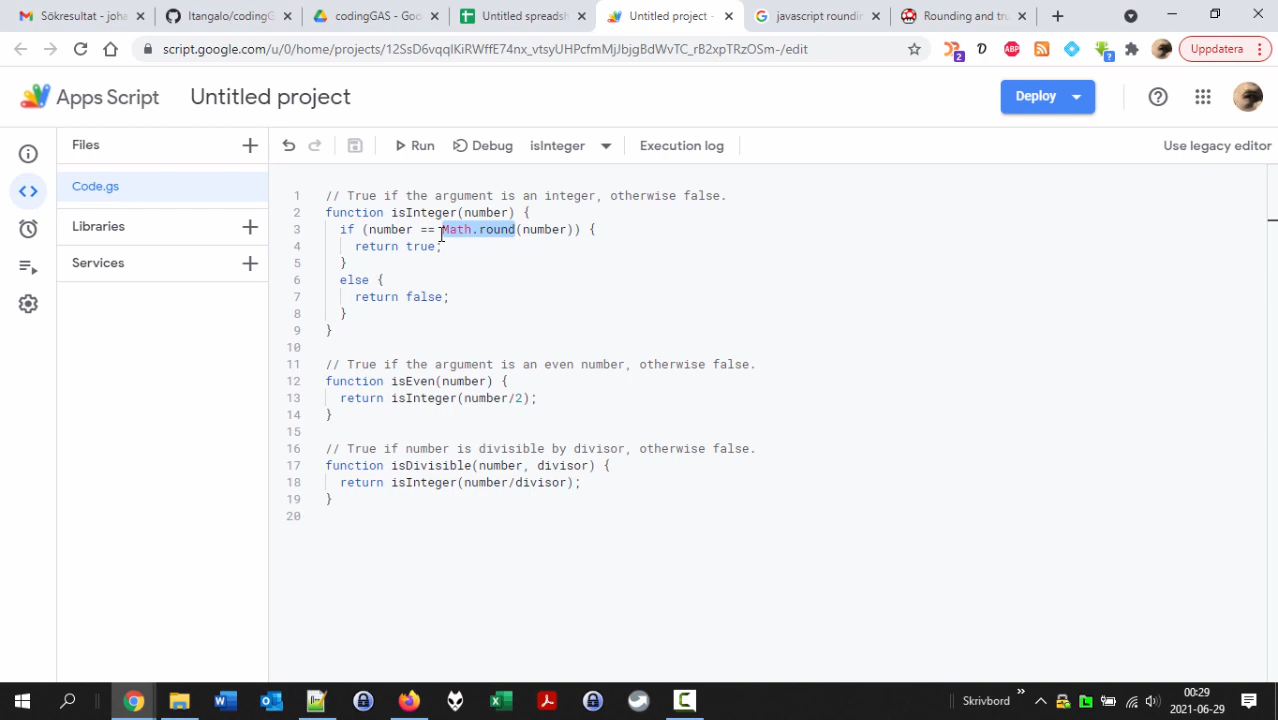 Sökresultat - joha
Itangalo/codingG
codingGAS - Goo
Untitled spreadsh
Untitled project -
javascript roundin
Rounding and tru
script.google.com/u/0/home/projects/12SsD6vqqIKiRWffE74nx_vtsyUHPcfmMjJbjgBdWvTC_rB2xpTRzOSm-/edit
2
ABP
?
Uppdatera
Apps Script
Untitled project
Deploy
Files
Run
Debug
isInteger
Execution log
Use legacy editor
Code.gs
Libraries
Services
1 // True if the argument is an integer, otherwise false.
2 function isInteger(number) {
3 if (number == Math.round(number)) {
4 return true;
5 }
6 else {
7 return false;
8 }
9 }
10
11 // True if the argument is an even number, otherwise false.
12 function isEven(number) {
13 return isInteger(number/2);
14 }
15
16 // True if number is divisible by divisor, otherwise false.
17 function isDivisible(number, divisor) {
18 return isInteger(number/divisor);
19 }
20
Skrivbord
00:29
2021-06-29